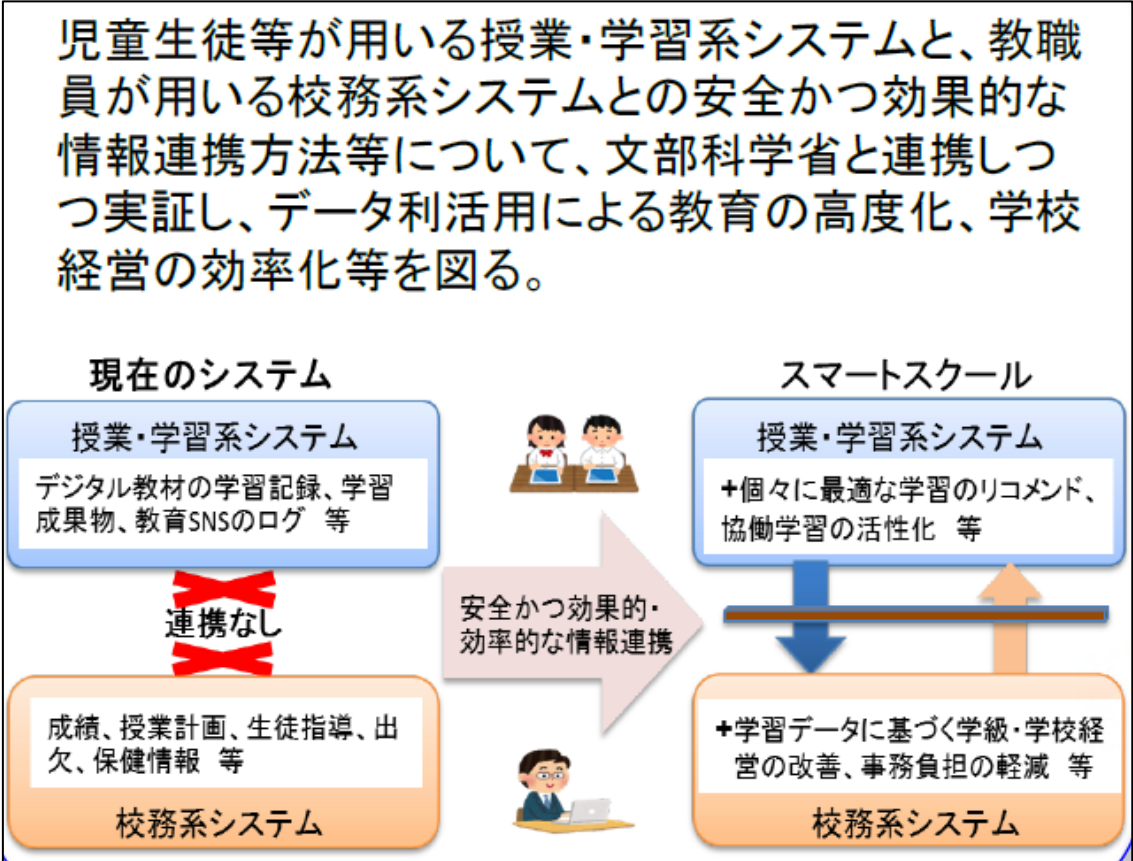 児童生徒等が用いる授業・学習系システムと、教職
員が用いる校務系システムとの安全かつ効果的な
情報連携方法等について、文部科学省と連携しつ
つ実証し、データ利活用による教育の高度化、学校
経営の効率化等を図る。
現在のシステム
授業・学習系システム
デジタル教材の学習記録、学習
成果物、教育SNSのログ 等
連携なし
成績、授業計画、生徒指導、出
欠、保健情報 等
校務系システム
安全かつ効果的・
効率的な情報連携
スマートスクール
授業・学習系システム
+個々に最適な学習のリコメンド、
協働学習の活性化 等
+学習データに基づく学級・学校経
営の改善、事務負担の軽減 等
校務系システム